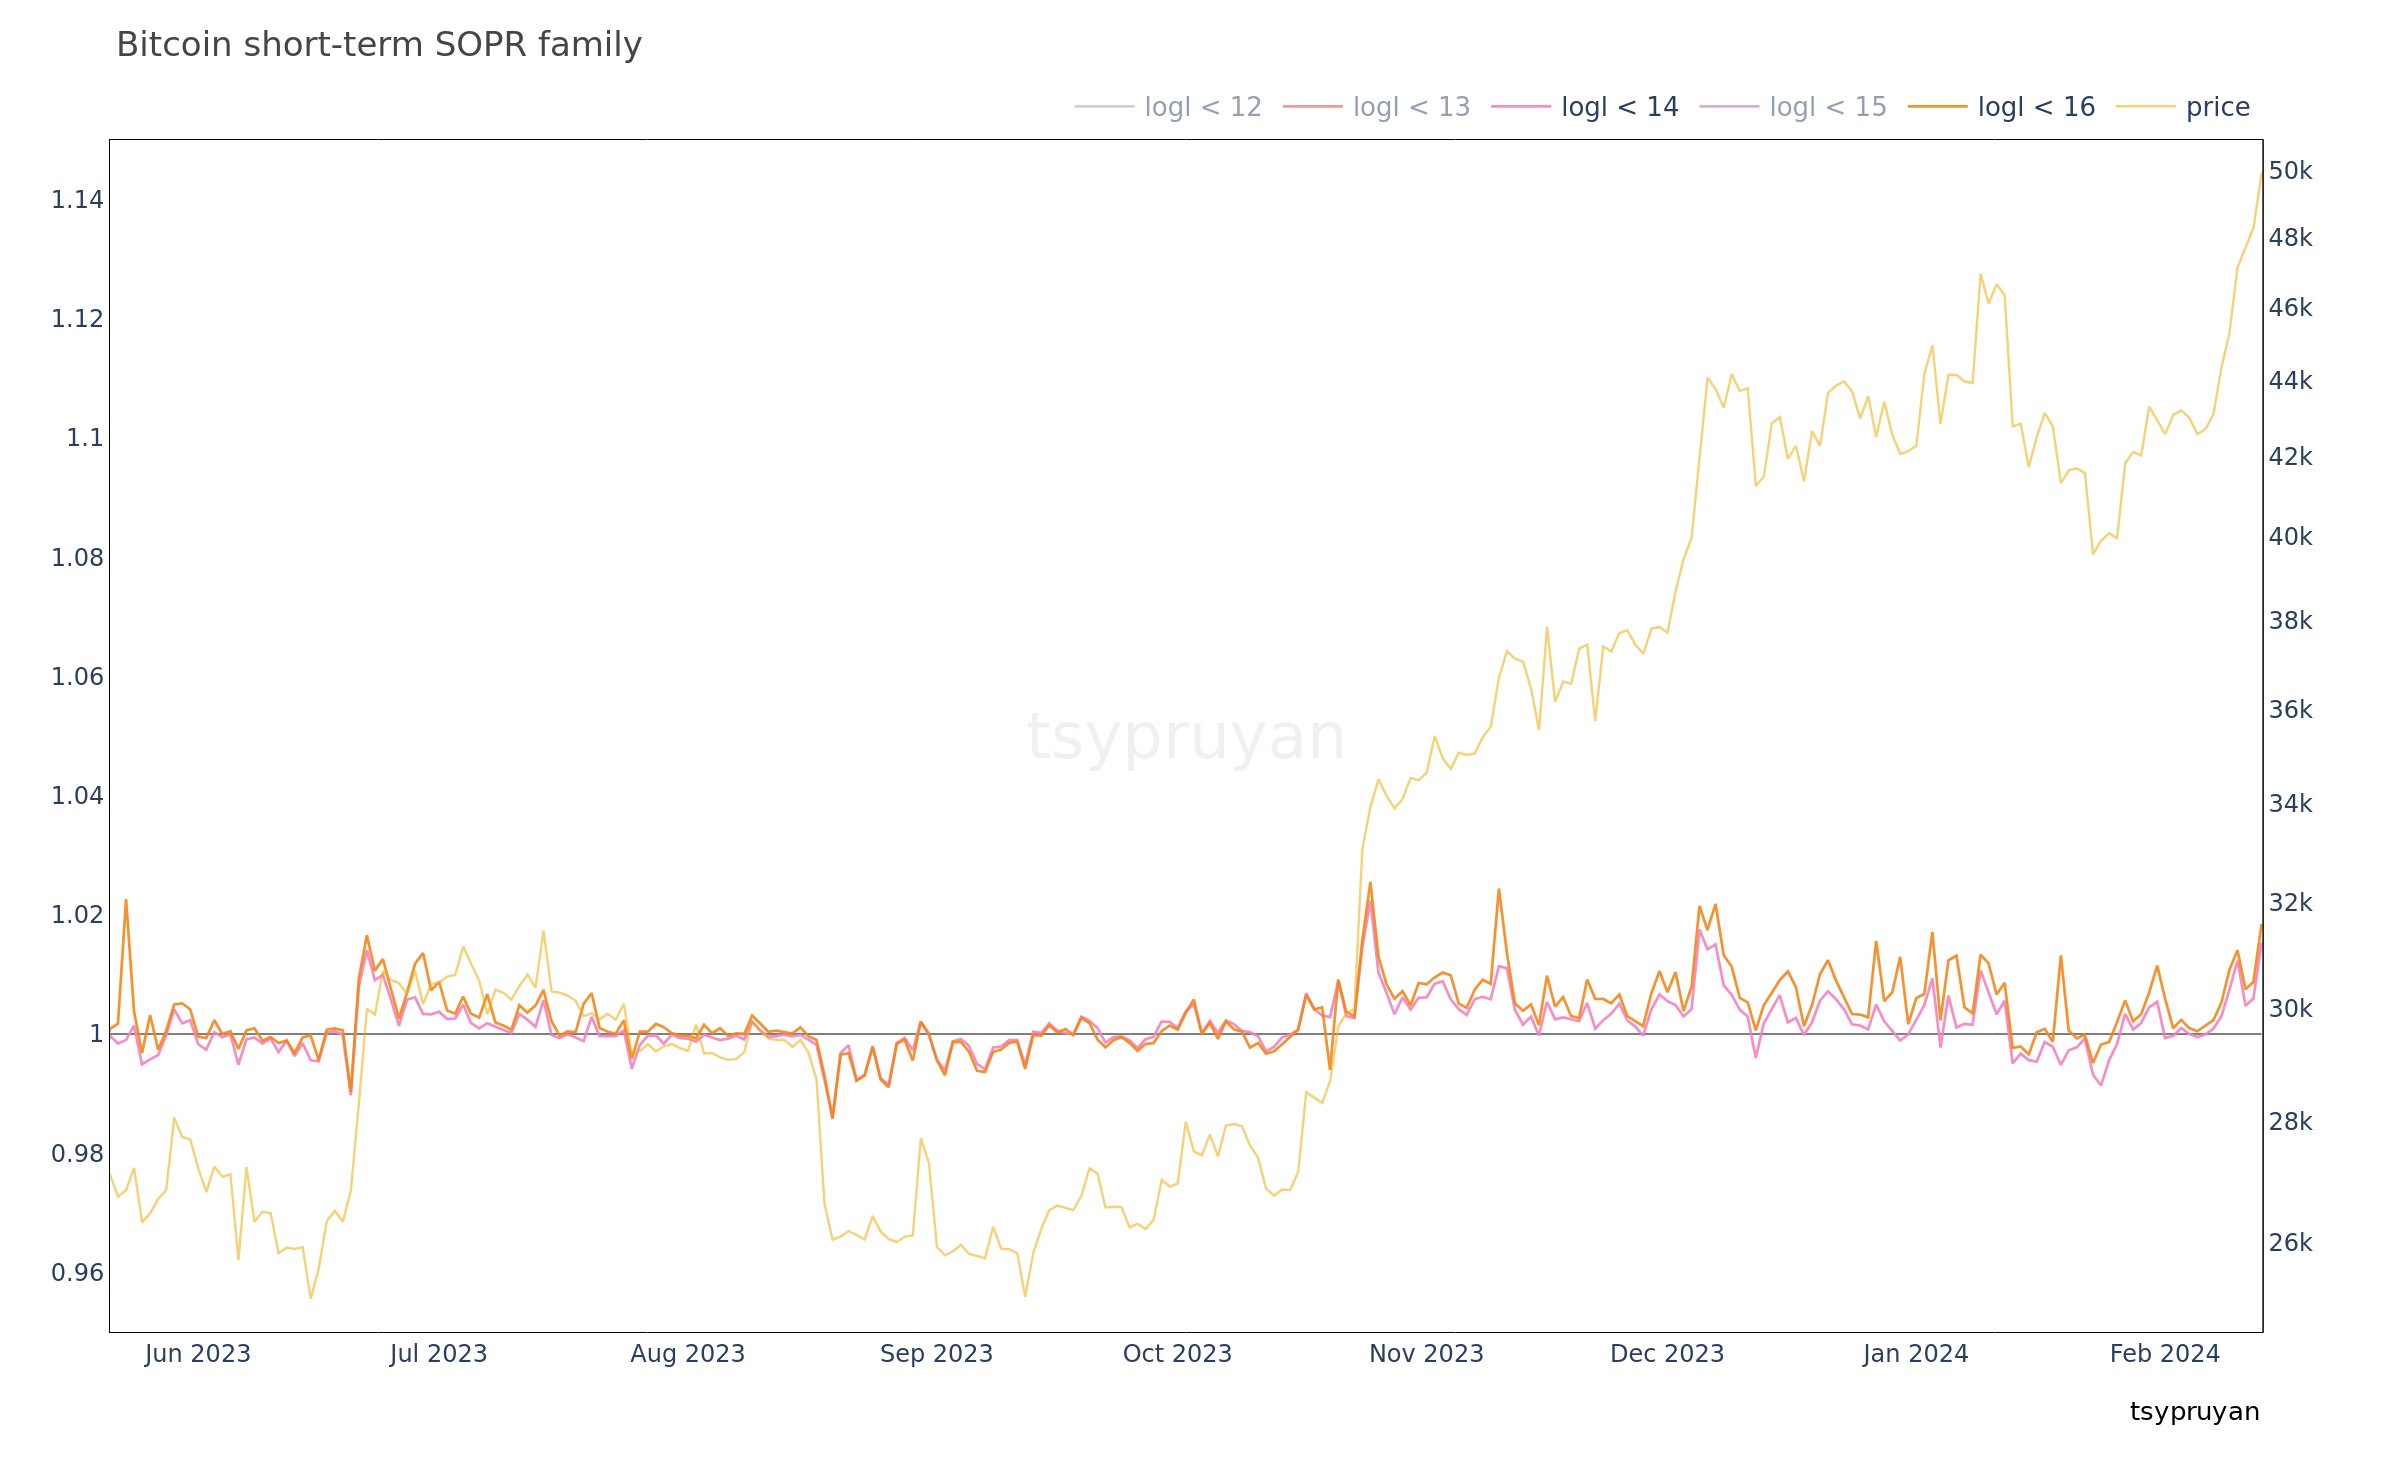 Bitcoin short-term SOPR family
logl < 12 logl < 13 logl < 14 logl < 15 logl < 16 price
1.14
1.12
1.1
1.08
1.06
1.04
1.02
1
0.98
0.96
50k
48k
46k
44k
42k
40k
38k
36k
34k
32k
30k
28k
26k
tsypruyan
Jun 2023 Jul 2023 Aug 2023 Sep 2023 Oct 2023 Nov 2023 Dec 2023 Jan 2024 Feb 2024
tsypruyan